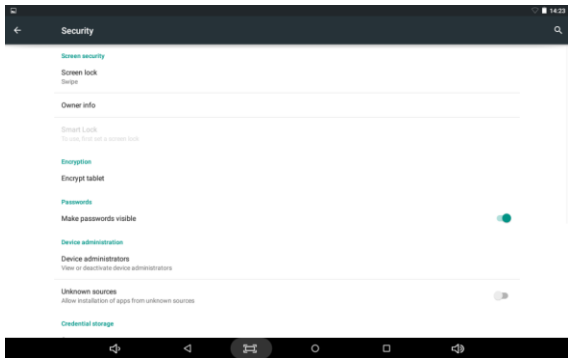 14:23
Security
Screen security
Screen lock
Swipe
Owner info
Smart Lock
To use, first set a screen lock
Encryption
Encrypt tablet
Passwords
Make passwords visible
Device administration
Device administrators
View or deactivate device administrators
Unknown sources
Allow installation of apps from unknown sources
Credential storage